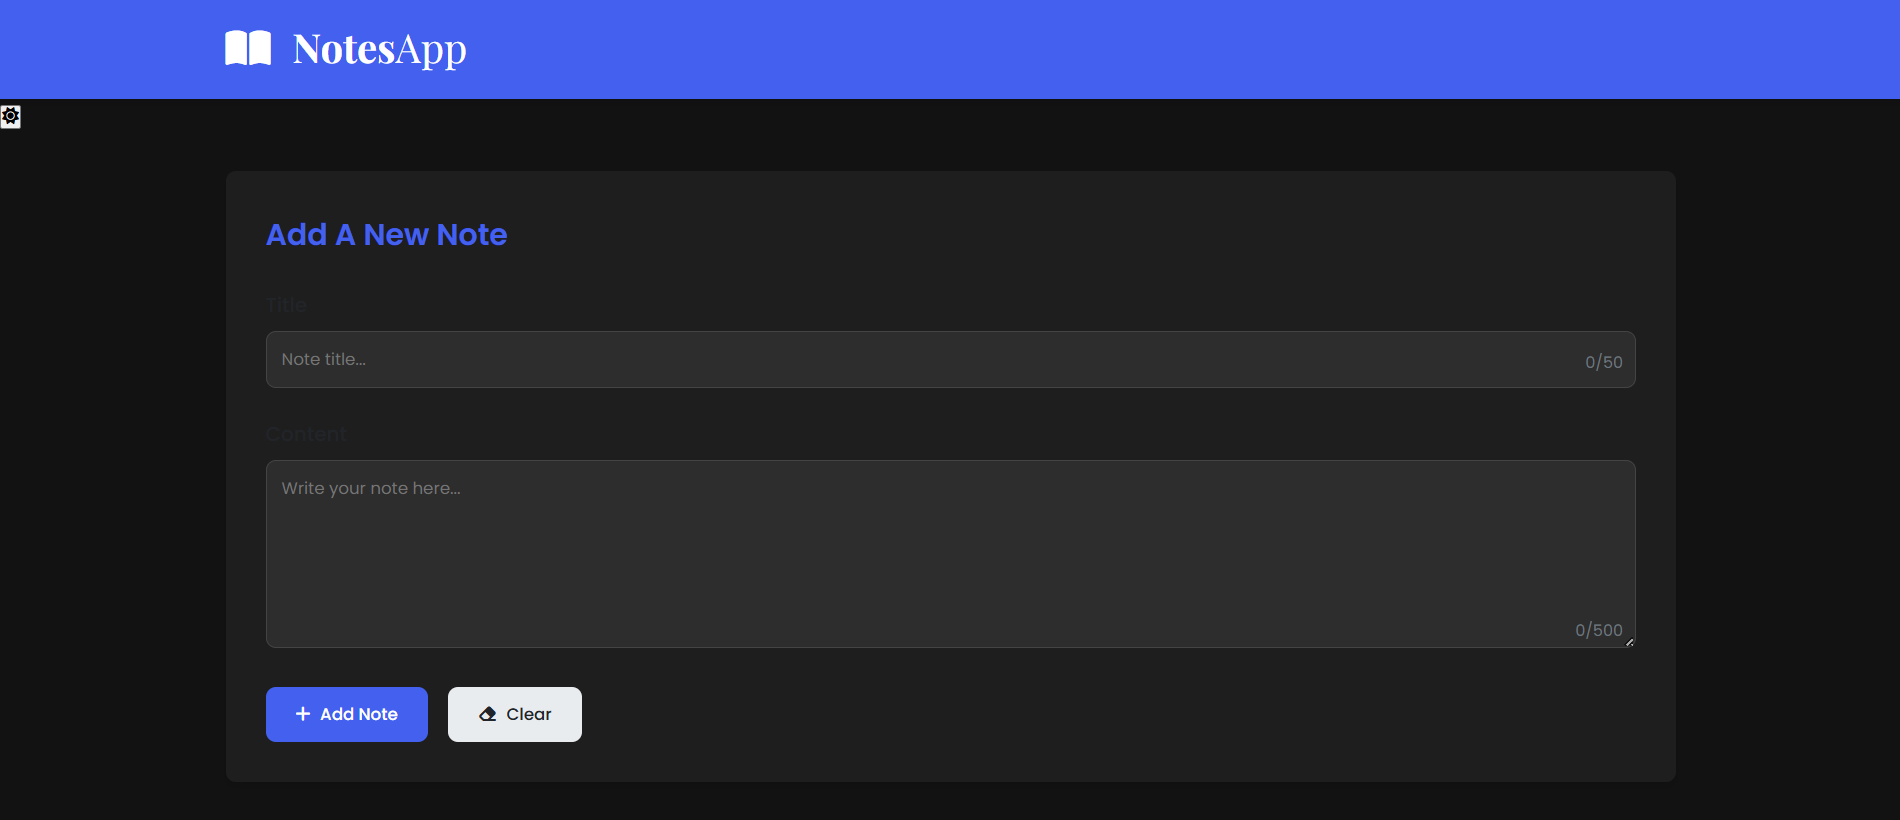 NotesApp
Add A New Note
Title
Note title...
0/50
Content
Write your note here...
0/500
Add Note
Clear